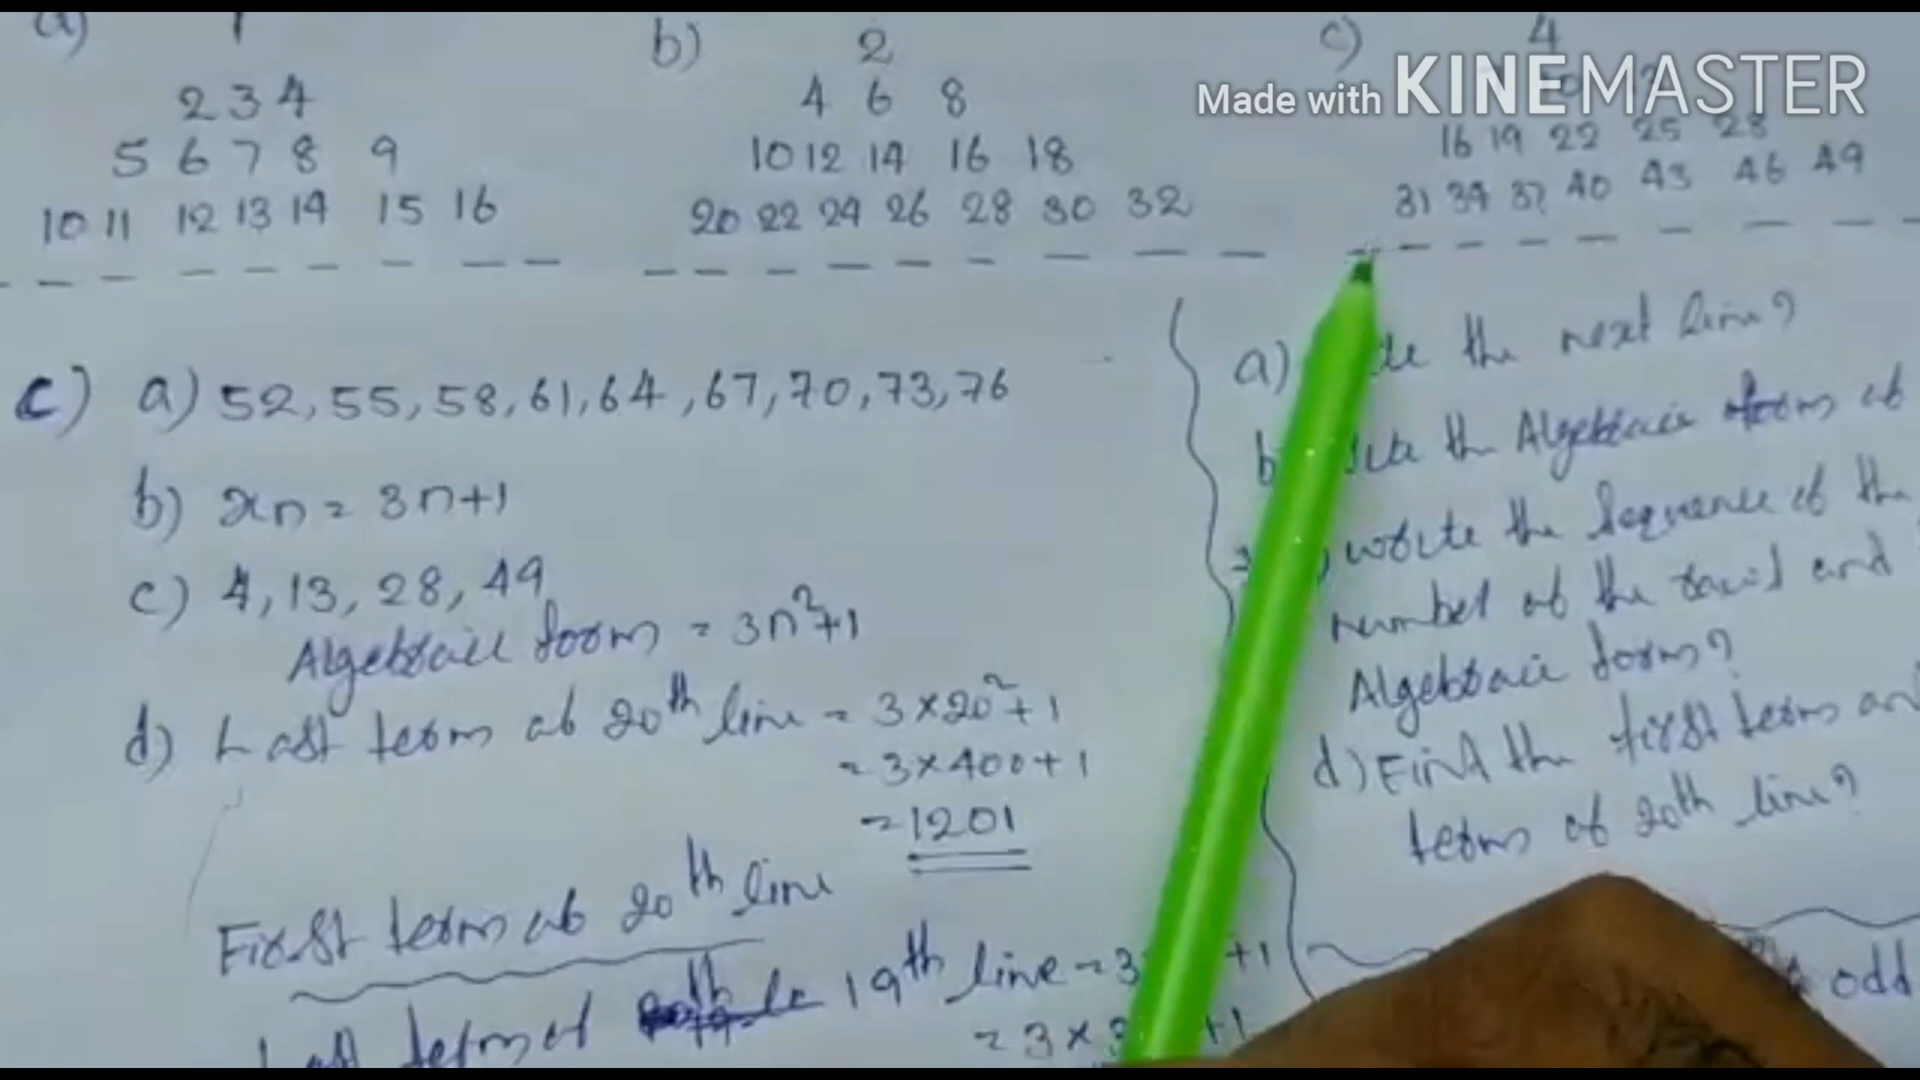 a) 1
2 3 4
5 6 7 8 9
10 11 12 13 14 15 16
b) 2
4 6 8
10 12 14 16 18
20 22 24 26 28 30 32
c) 4
Made with KINEMASTER
16 19 22 25 28
31 34 37 40 43 46 49
c) a) 52, 55, 58, 61, 64, 67, 70, 73, 76
b) xn = 3n+1
c) 4, 13, 28, 49
Algebraic form = 3n²+1
d) Last term of 20th line = 3×20²+1
= 3×400+1
= 1201
First term of 20th line
Last term of 19th line = 3 +1
= 3× +1
a) the next line?
b) the Algebraic form of
write the sequence of the
number of the and
Algebraic form?
d) Find the first term
term of 20th line?
odd